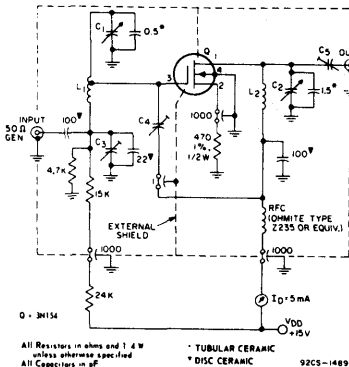 C1
0.5*
Q1
C5
OU
L1
3
4
2
L2
C2
1.5*
INPUT
50Ω
GEN
100▼
C3
22▼
C4
1000
470
1%,
1/2W
100▼
4.7K
15K
1
EXTERNAL
SHIELD
RFC
(OHMITE TYPE
Z235 OR EQUIV.)
1000
1000
24K
ID=5mA
Q = 3N154
VDD
+15V
All Resistors in ohms and 1 4 W
unless otherwise specified
All Capacitors in pF
* TUBULAR CERAMIC
▼ DISC CERAMIC
92CS-1489